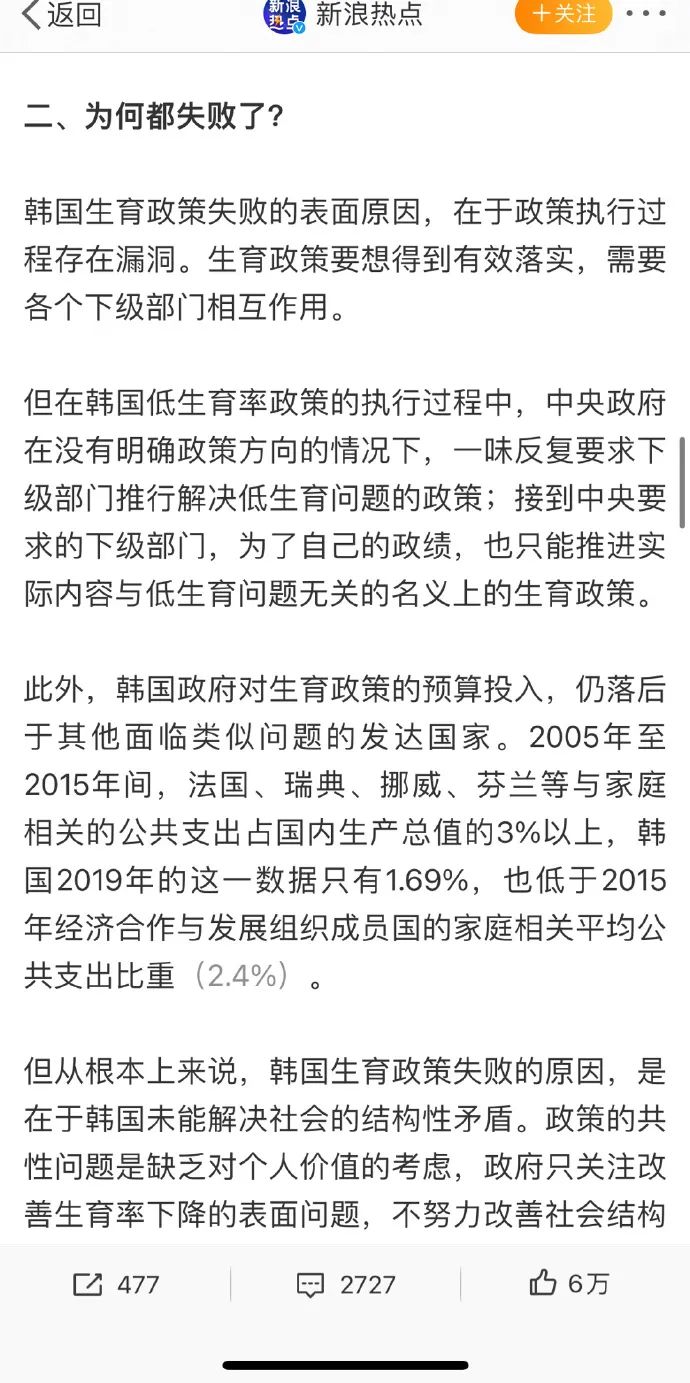 返回
新浪热点
新浪热点
+关注
二、为何都失败了?
韩国生育政策失败的表面原因，在于政策执行过
程存在漏洞。生育政策要想得到有效落实，需要
各个下级部门相互作用。
但在韩国低生育率政策的执行过程中，中央政府
在没有明确政策方向的情况下，一味反复要求下
级部门推行解决低生育问题的政策；接到中央要
求的下级部门，为了自己的政绩，也只能推进实
际内容与低生育问题无关的名义上的生育政策。
此外，韩国政府对生育政策的预算投入，仍落后
于其他面临类似问题的发达国家。2005年至
2015年间，法国、瑞典、挪威、芬兰等与家庭
相关的公共支出占国内生产总值的3%以上，韩
国2019年的这一数据只有1.69%，也低于2015
年经济合作与发展组织成员国的家庭相关平均公
共支出比重（2.4%）。
但从根本上来说，韩国生育政策失败的原因，是
在于韩国未能解决社会的结构性矛盾。政策的共
性问题是缺乏对个人价值的考虑，政府只关注改
善生育率下降的表面问题，不努力改善社会结构
477
2727
6万